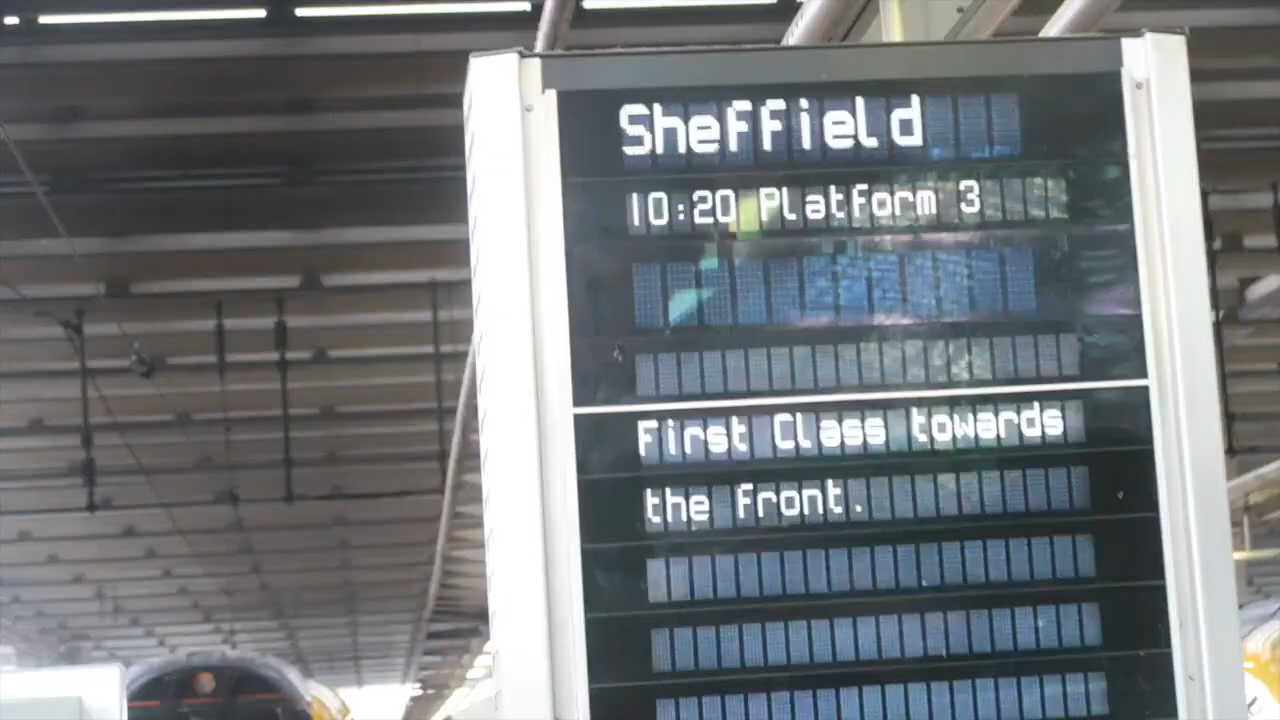 Sheffield
10:20 Platform 3
First Class towards
the front.